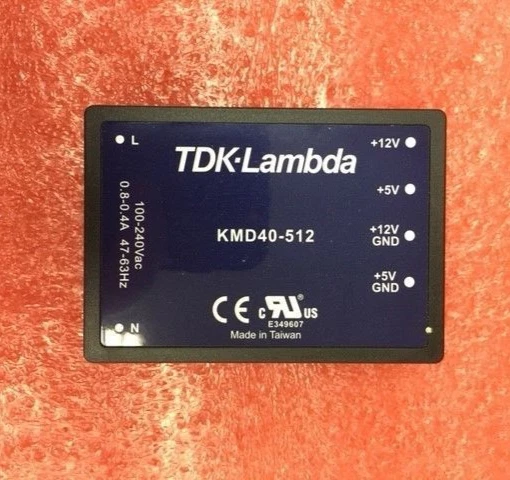 L
TDK·Lambda
+12V
+5V
100-240Vac
0.8-0.4A 47-63Hz
KMD40-512
+12V
GND
+5V
GND
CE c RU US
E349607
Made in Taiwan
N